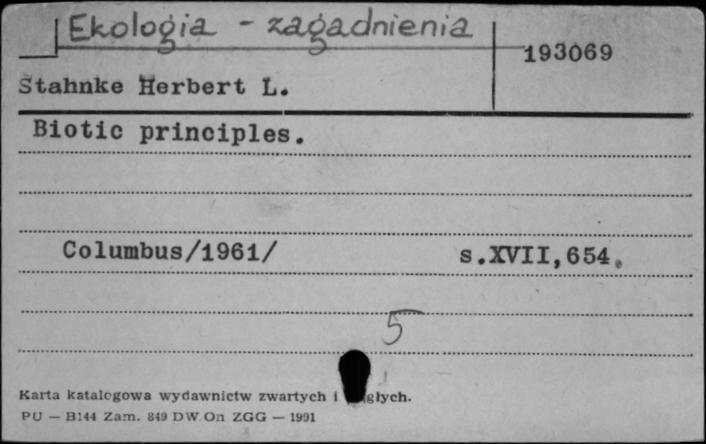 Ekologia - zagadnienia
193069
Stahnke Herbert L.
Biotic principles.
Columbus/1961/ s.XVII,654.
5
Karta katalogowa wydawnictw zwartych i głych.
PU — B144 Zam. 849 DW. On ZGG — 1991